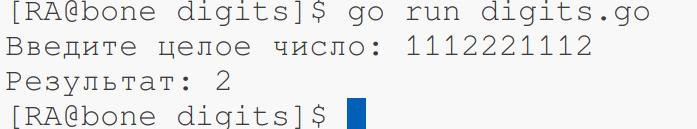 [RA@bone digits]$ go run digits.go
Введите целое число: 1112221112
Результат: 2
[RA@bone digits]$